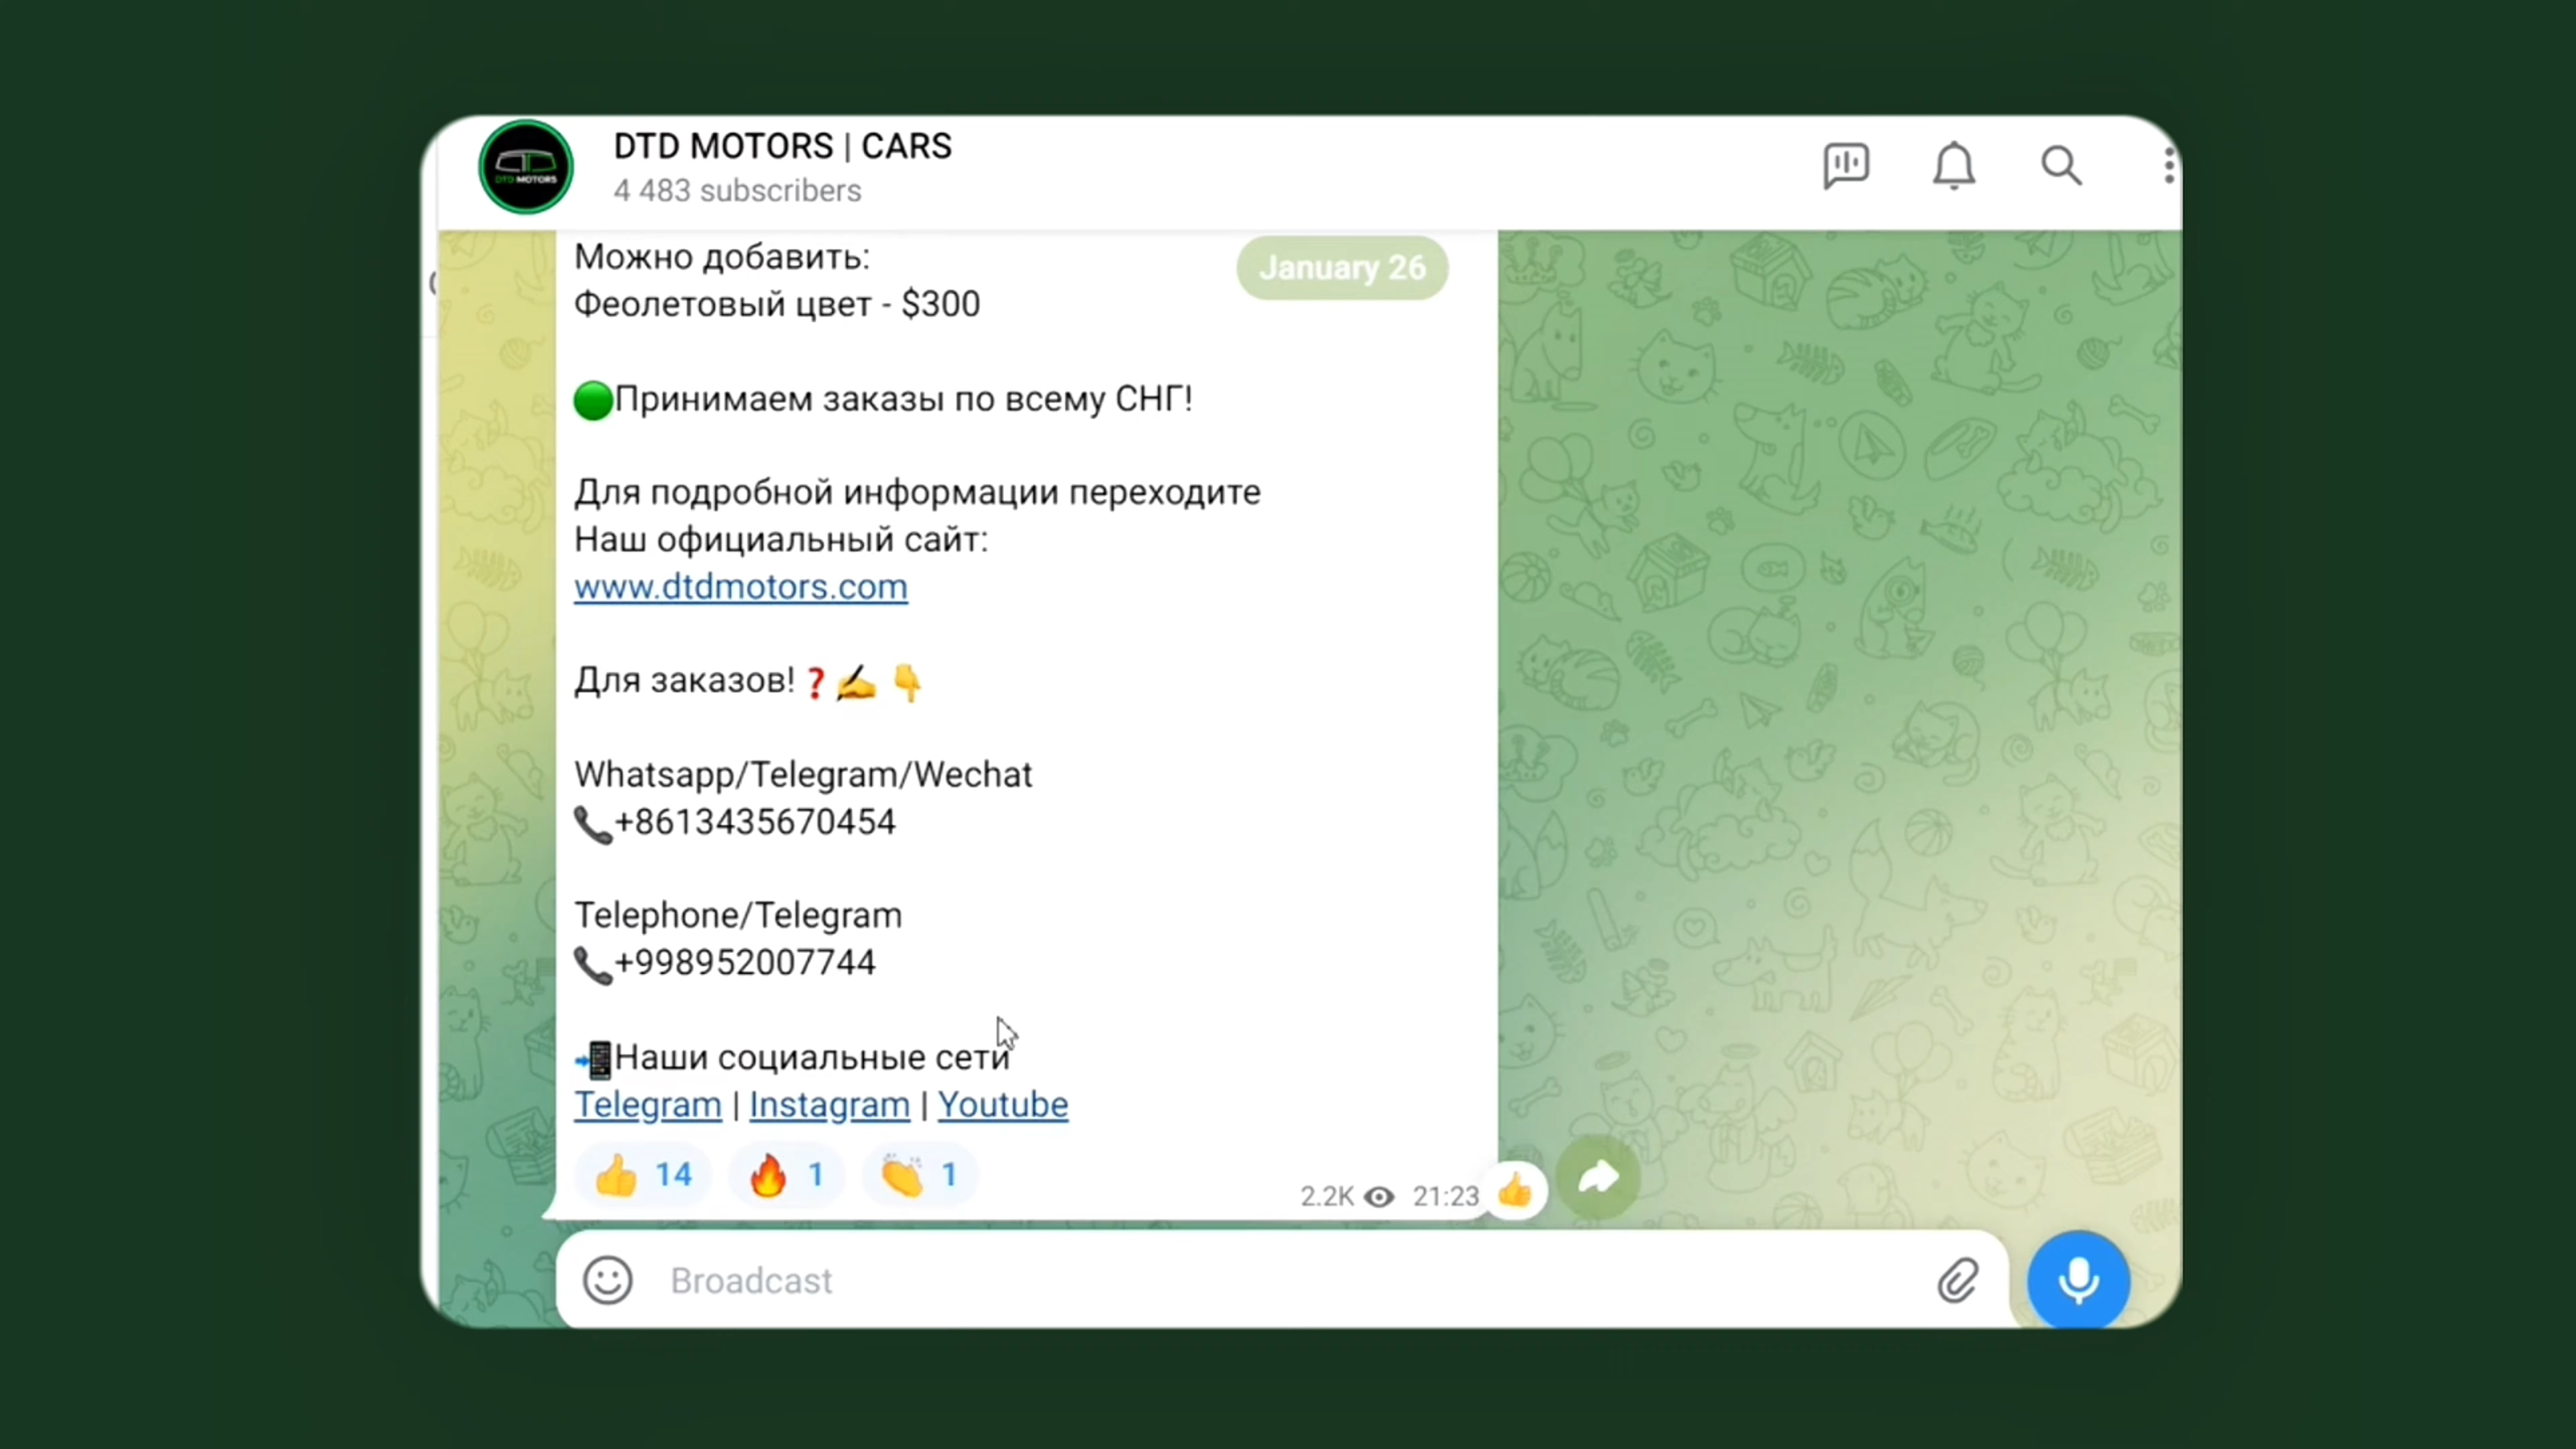 DTD MOTORS | CARS
4 483 subscribers
DTD MOTORS
January 26
Можно добавить:
Феолетовый цвет - $300
🟢Принимаем заказы по всему СНГ!
Для подробной информации переходите
Наш официальный сайт:
www.dtdmotors.com
Для заказов!❓✍️👇
Whatsapp/Telegram/Wechat
📞+8613435670454
Telephone/Telegram
📞+998952007744
📲Наши социальные сети
Telegram | Instagram | Youtube
👍 14 🔥 1 👏 1
2.2K 21:23 👍
Broadcast